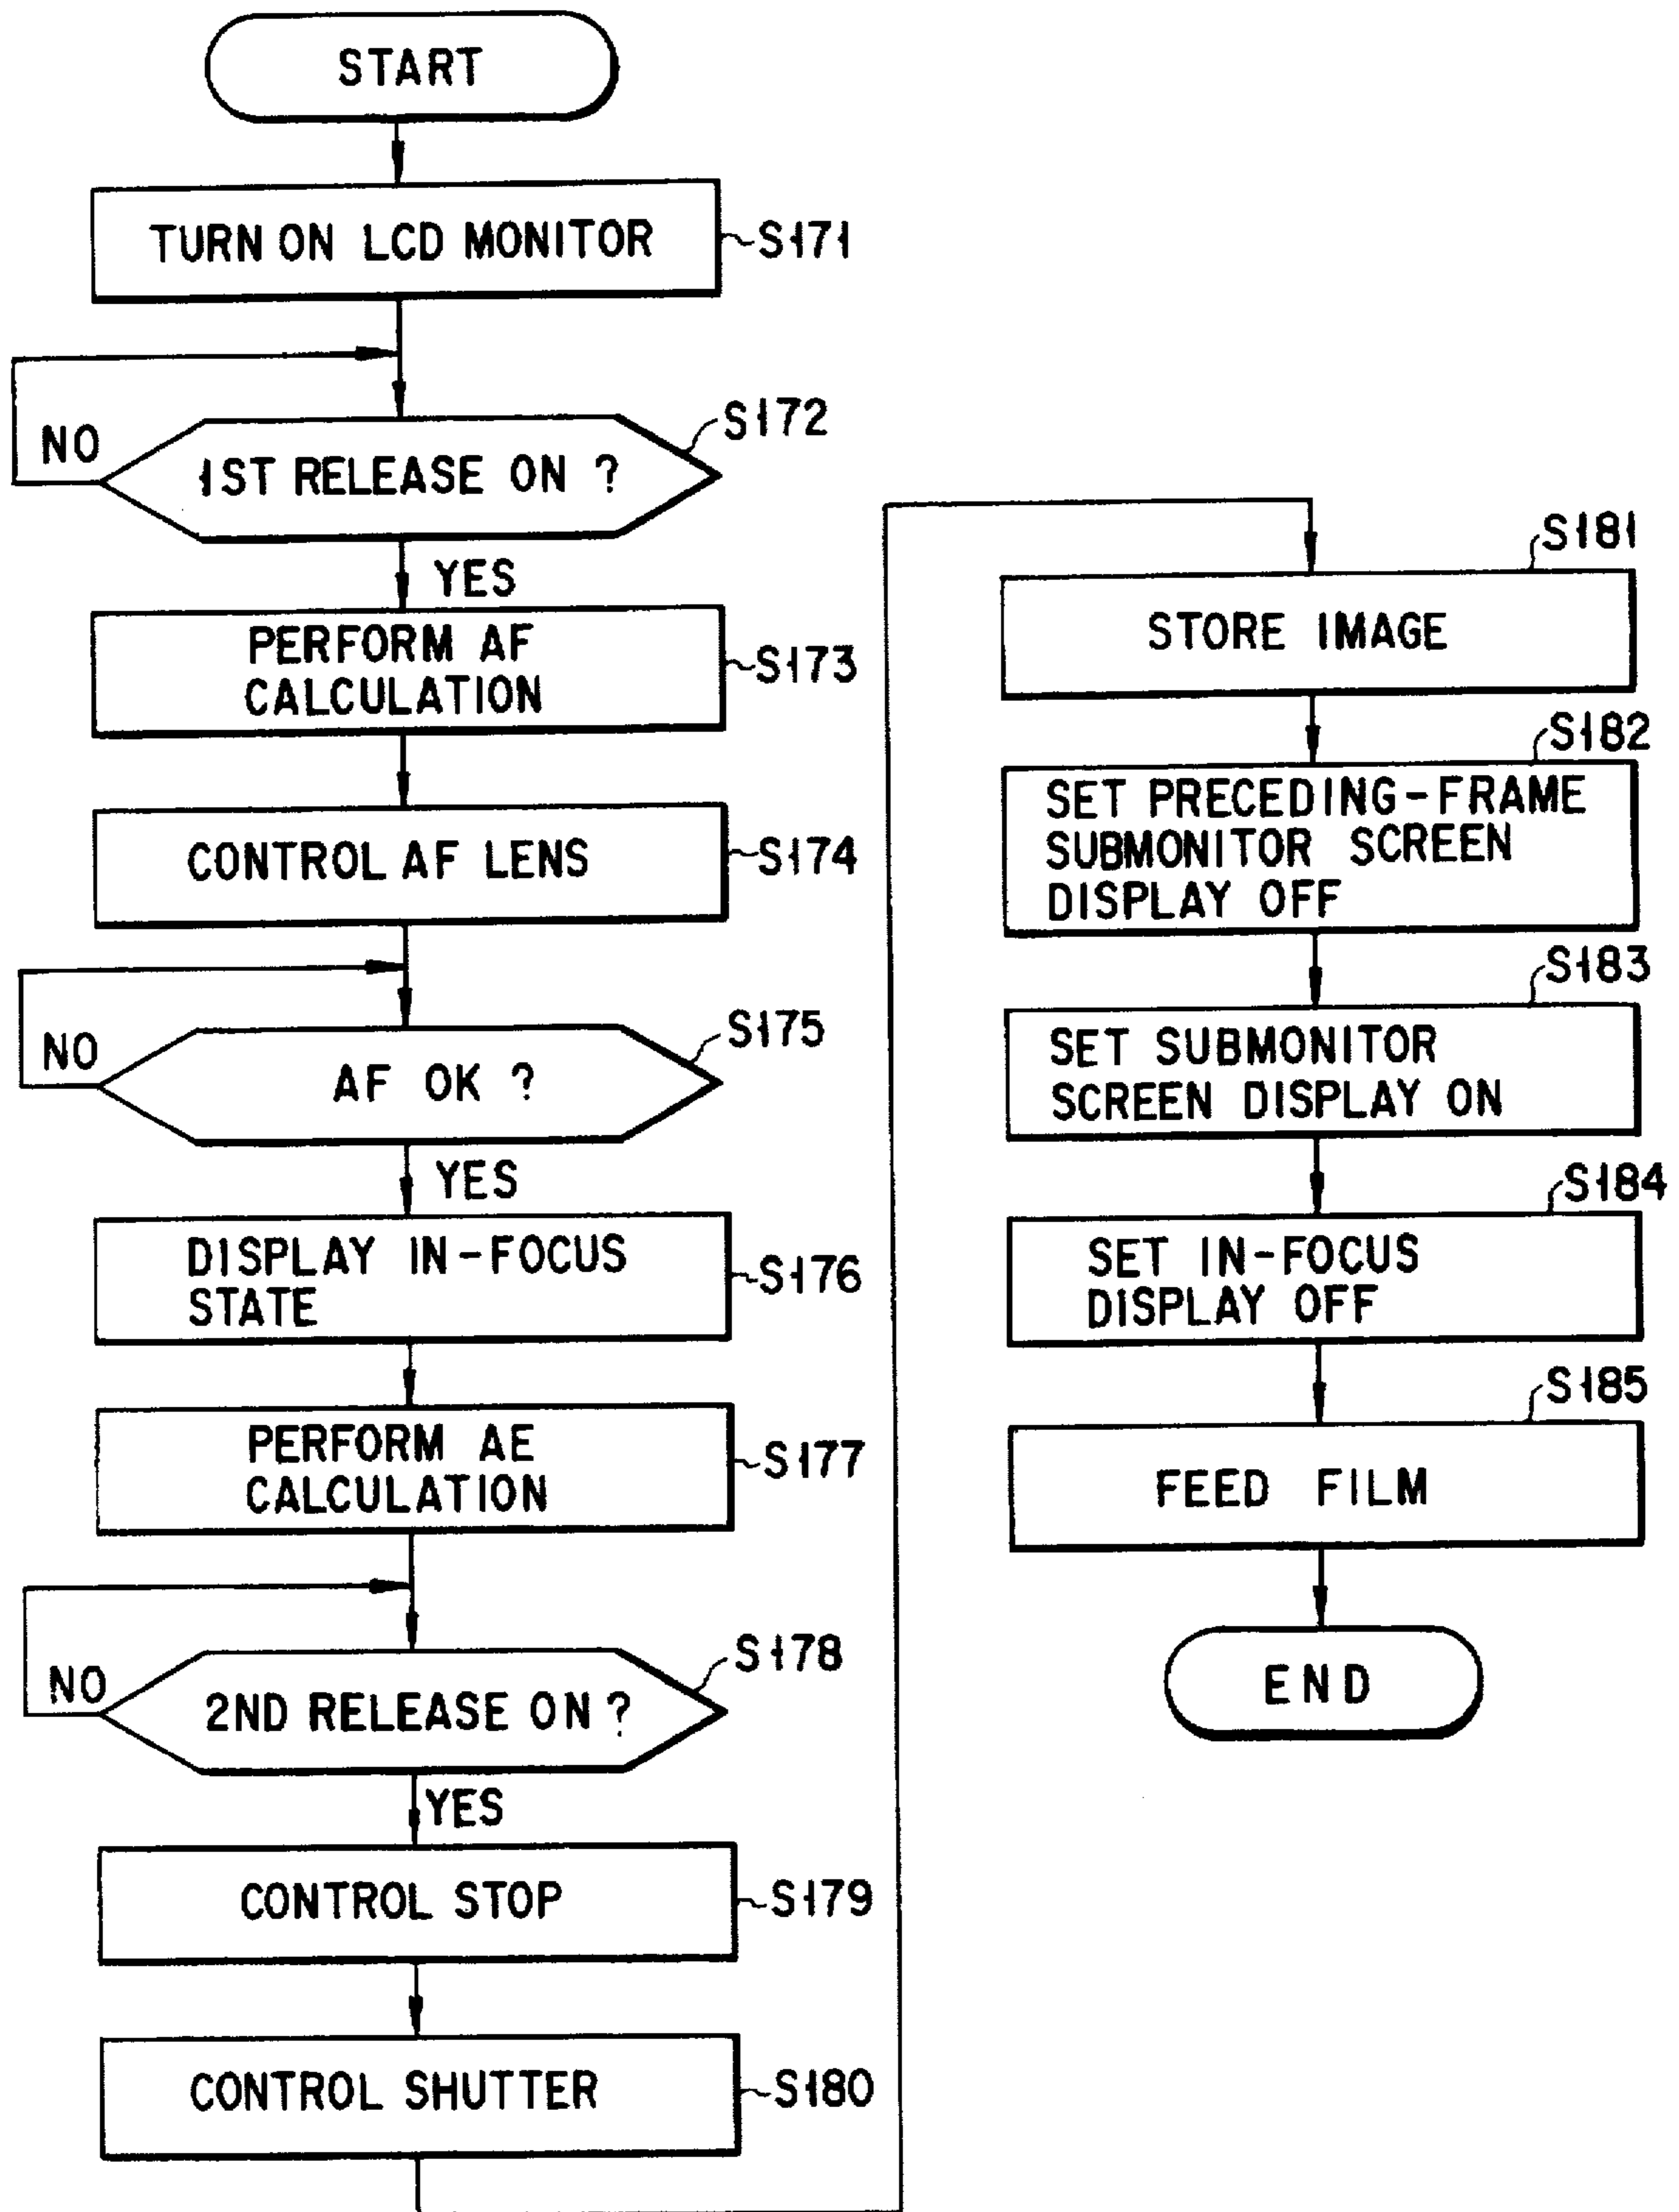 START
TURN ON LCD MONITOR
S171
S172
NO
1ST RELEASE ON ?
YES
PERFORM AF
CALCULATION
S173
CONTROL AF LENS
S174
S175
NO
AF OK ?
YES
DISPLAY IN-FOCUS
STATE
S176
PERFORM AE
CALCULATION
S177
S178
NO
2ND RELEASE ON ?
YES
CONTROL STOP
S179
CONTROL SHUTTER
S180
S181
STORE IMAGE
S182
SET PRECEDING-FRAME
SUBMONITOR SCREEN
DISPLAY OFF
S183
SET SUBMONITOR
SCREEN DISPLAY ON
S184
SET IN-FOCUS
DISPLAY OFF
S185
FEED FILM
END